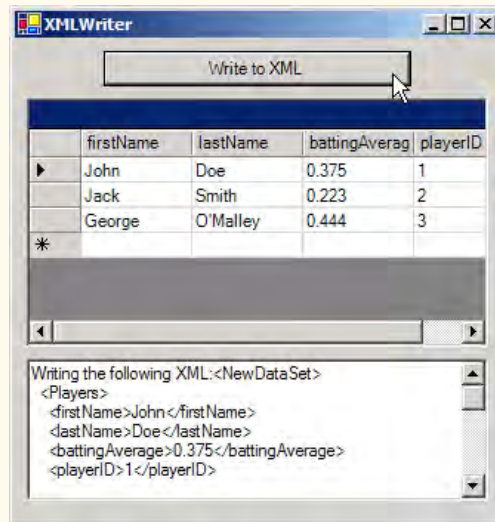 XMLWriter
Write to XML
firstName lastName battingAverag playerID
John Doe 0.375 1
Jack Smith 0.223 2
George O'Malley 0.444 3
Writing the following XML:<NewDataSet>
<Players>
<firstName>John</firstName>
<lastName>Doe</lastName>
<battingAverage>0.375</battingAverage>
<playerID>1</playerID>